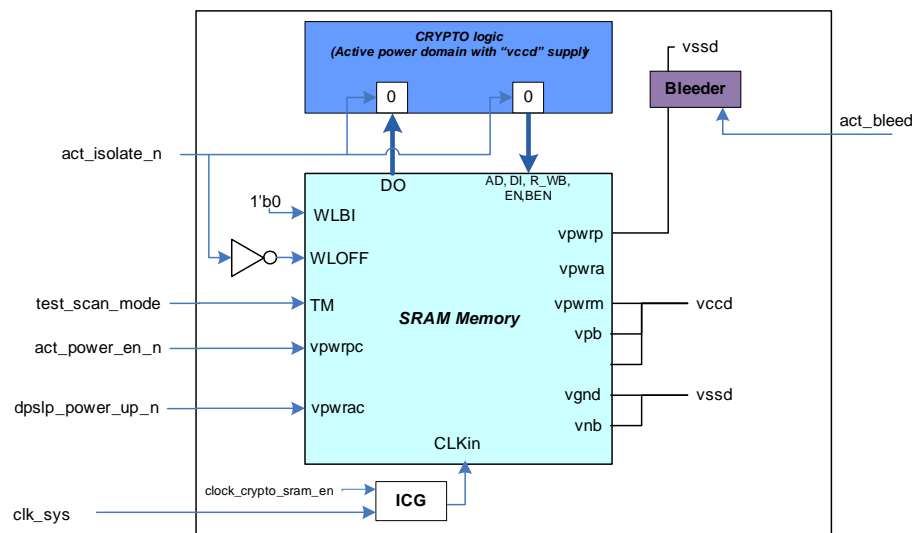 CRYPTO logic
(Active power domain with “vccd” supply)
0
0
vssd
Bleeder
act_bleed
act_isolate_n
DO
AD, DI, R_WB,
EN,BEN
1'b0
WLBI
WLOFF
test_scan_mode
TM
act_power_en_n
vpwrpc
dpslp_power_up_n
vpwrac
SRAM Memory
vpwrp
vpwra
vpwrm
vccd
vpb
vgnd
vssd
vnb
CLKin
clock_crypto_sram_en
ICG
clk_sys